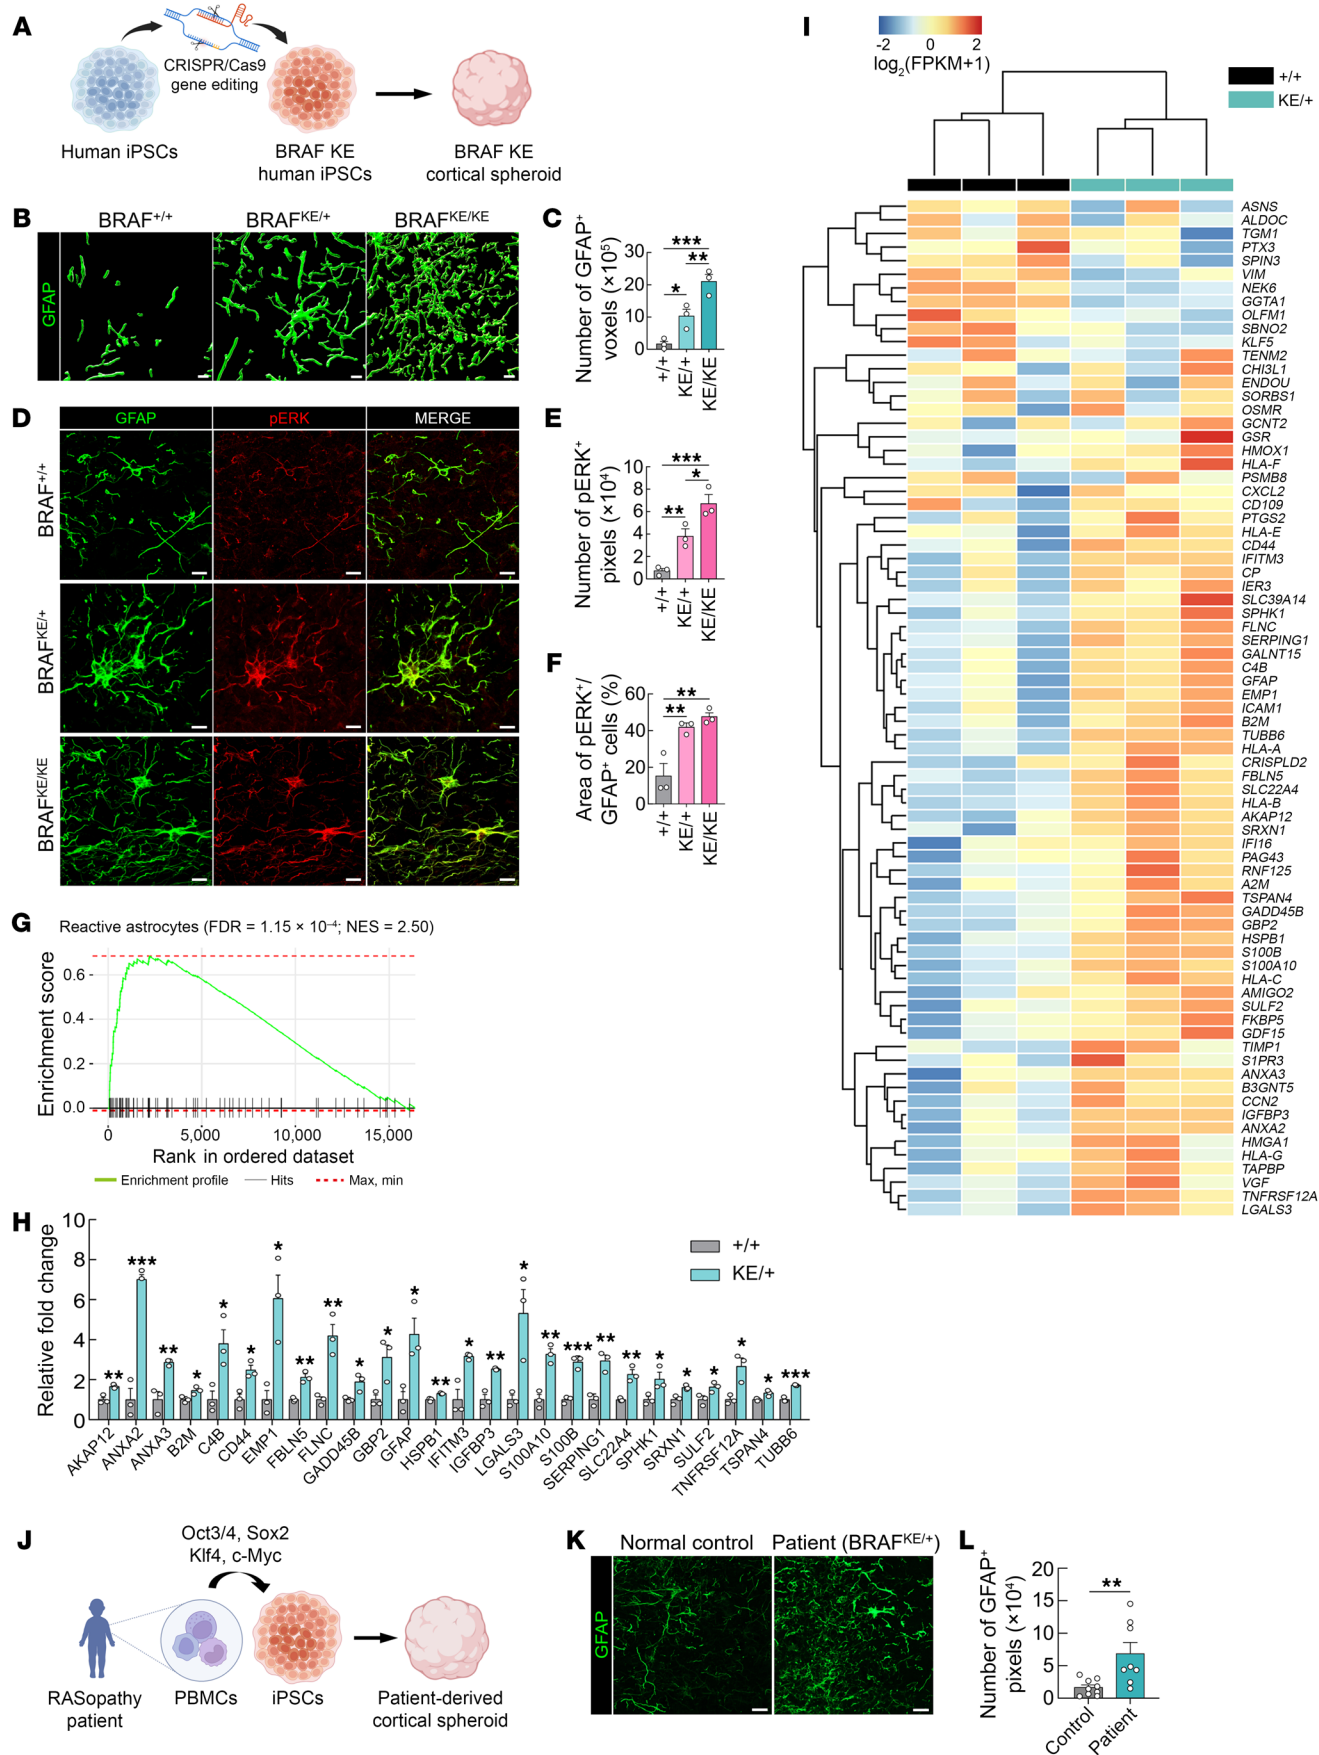 A
CRISPR/Cas9
gene editing
Human iPSCs
BRAF KE
human iPSCs
BRAF KE
cortical spheroid
B
BRAF+/+
BRAFKE/+
BRAFKE/KE
GFAP
C
Number of GFAP+
voxels (×10⁵)
30
20
10
0
***
**
*
+/+
KE/+
KE/KE
D
GFAP
pERK
MERGE
BRAF+/+
BRAFKE/+
BRAFKE/KE
E
Number of pERK+
pixels (×10⁴)
10
8
6
4
2
0
***
*
**
+/+
KE/+
KE/KE
F
Area of pERK+/
GFAP+ cells (%)
60
40
20
0
**
**
+/+
KE/+
KE/KE
G
Reactive astrocytes (FDR = 1.15 × 10⁻⁴; NES = 2.50)
Enrichment score
0.6
0.4
0.2
0.0
0
5,000
10,000
15,000
Rank in ordered dataset
Enrichment profile
Hits
Max, min
H
Relative fold change
10
8
6
4
2
0
+/+
KE/+
**
***
**
*
*
*
*
**
**
*
*
*
**
*
**
*
**
***
**
**
*
*
*
*
*
***
AKAP12
ANXA2
ANXA3
B2M
C4B
CD44
EMP1
FBLN5
FLNC
GADD45B
GBP2
GFAP
HSPB1
IFITM3
IGFBP3
LGALS3
S100A10
S100B
SERPING1
SLC22A4
SPHK1
SRXN1
SULF2
TNFRSF12A
TSPAN4
TUBB6
I
-2
0
2
log₂(FPKM+1)
+/+
KE/+
ASNS
ALDOC
TGM1
PTX3
SPIN3
VIM
NEK6
GGTA1
OLFM1
SBNO2
KLF5
TENM2
CHI3L1
ENDOU
SORBS1
OSMR
GCNT2
GSR
HMOX1
HLA-F
PSMB8
CXCL2
CD109
PTGS2
HLA-E
CD44
IFITM3
CP
IER3
SLC39A14
SPHK1
FLNC
SERPING1
GALNT15
C4B
GFAP
EMP1
ICAM1
B2M
TUBB6
HLA-A
CRISPLD2
FBLN5
SLC22A4
HLA-B
AKAP12
SRXN1
IFI16
PAG43
RNF125
A2M
TSPAN4
GADD45B
GBP2
HSPB1
S100B
S100A10
HLA-C
AMIGO2
SULF2
FKBP5
GDF15
TIMP1
S1PR3
ANXA3
B3GNT5
CCN2
IGFBP3
ANXA2
HMGA1
HLA-G
TAPBP
VGF
TNFRSF12A
LGALS3
J
Oct3/4, Sox2
Klf4, c-Myc
RASopathy
patient
PBMCs
iPSCs
Patient-derived
cortical spheroid
K
Normal control
Patient (BRAFKE/+)
GFAP
L
Number of GFAP+
pixels (×10⁴)
20
15
10
5
0
**
Control
Patient